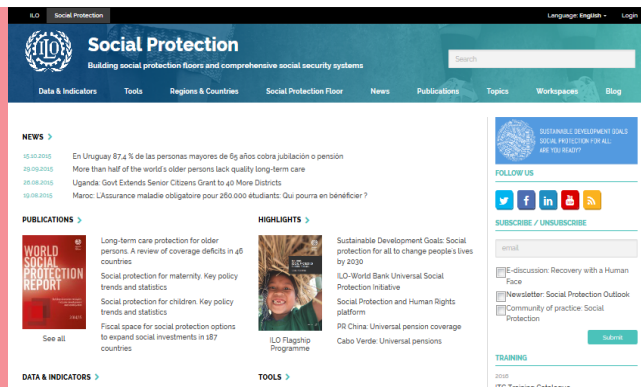 ILO Social Protection Language: English Login
Social Protection
Building social protection floors and comprehensive social security systems
Search
Data & Indicators Tools Regions & Countries Social Protection Floor News Publications Topics Workspaces Blog
NEWS >
15.10.2015 En Uruguay 87,4 % de las personas mayores de 65 años cobra jubilación o pensión
29.09.2015 More than half of the world's older persons lack quality long-term care
26.08.2015 Uganda: Govt Extends Senior Citizens Grant to 40 More Districts
19.08.2015 Maroc: L'Assurance maladie obligatoire pour 260.000 étudiants: Qui pourra en bénéficier ?
PUBLICATIONS >
WORLD
SOCIAL
PROTECTION
REPORT
See all
Long-term care protection for older
persons. A review of coverage deficits in 46
countries
Social protection for maternity. Key policy
trends and statistics
Social protection for children. Key policy
trends and statistics
Fiscal space for social protection options
to expand social investments in 187
countries
HIGHLIGHTS >
ILO Flagship
Programme
Sustainable Development Goals: Social
protection for all to change people's lives
by 2030
ILO-World Bank Universal Social
Protection Initiative
Social Protection and Human Rights
platform
PR China: Universal pension coverage
Cabo Verde: Universal pensions
DATA & INDICATORS >
TOOLS >
SUSTAINABLE DEVELOPMENT GOALS
SOCIAL PROTECTION FOR ALL:
ARE YOU READY?
FOLLOW US
SUBSCRIBE / UNSUBSCRIBE
email
E-discussion: Recovery with a Human
Face
Newsletter: Social Protection Outlook
Community of practice: Social
Protection
Submit
TRAINING
2016
ITC Training Catalogue